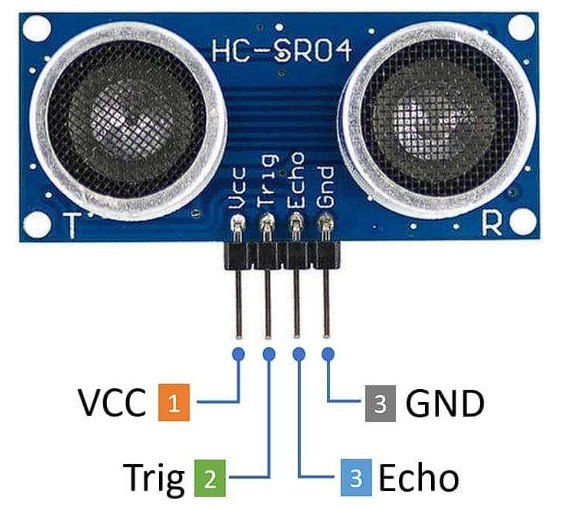 HC-SR04
Vcc
Trig
Echo
Gnd
T
R
VCC 1
3 GND
Trig 2
3 Echo